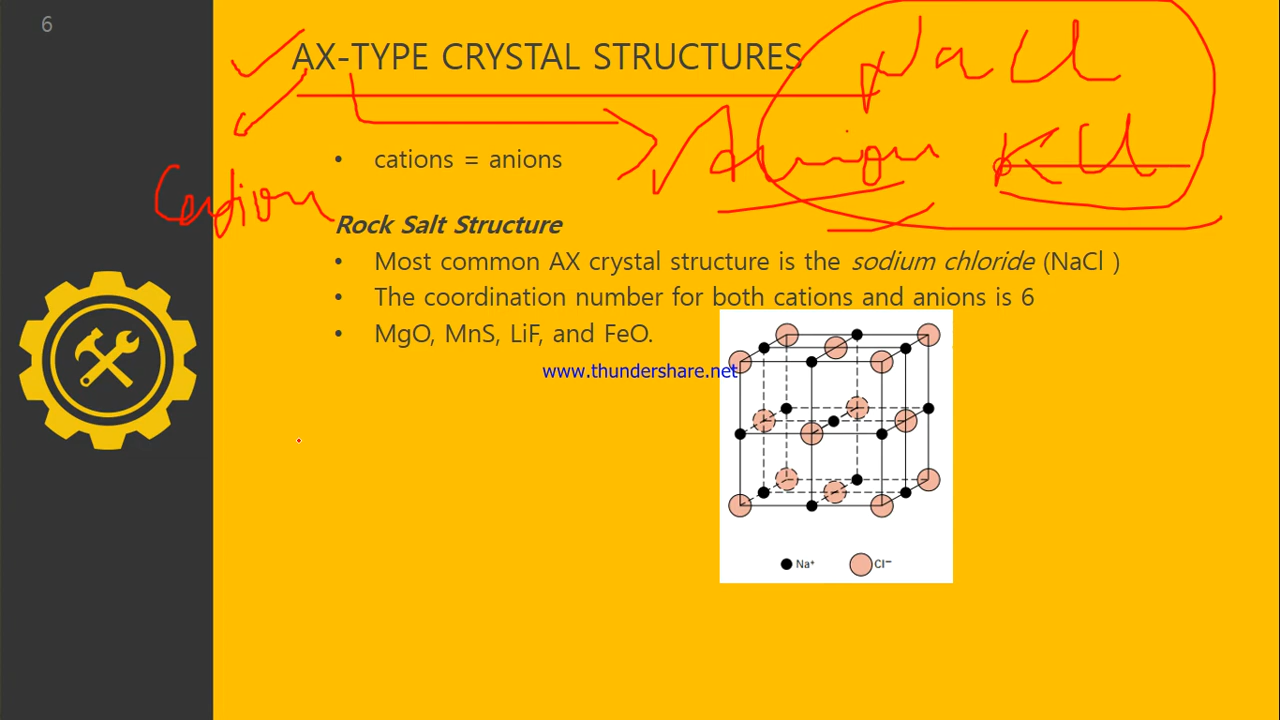 6
AX-TYPE CRYSTAL STRUCTURES
NaCl
• cations = anions
Anion KCl
Cation
Rock Salt Structure
• Most common AX crystal structure is the sodium chloride (NaCl )
• The coordination number for both cations and anions is 6
• MgO, MnS, LiF, and FeO.
www.thundershare.net
Na⁺ Cl⁻